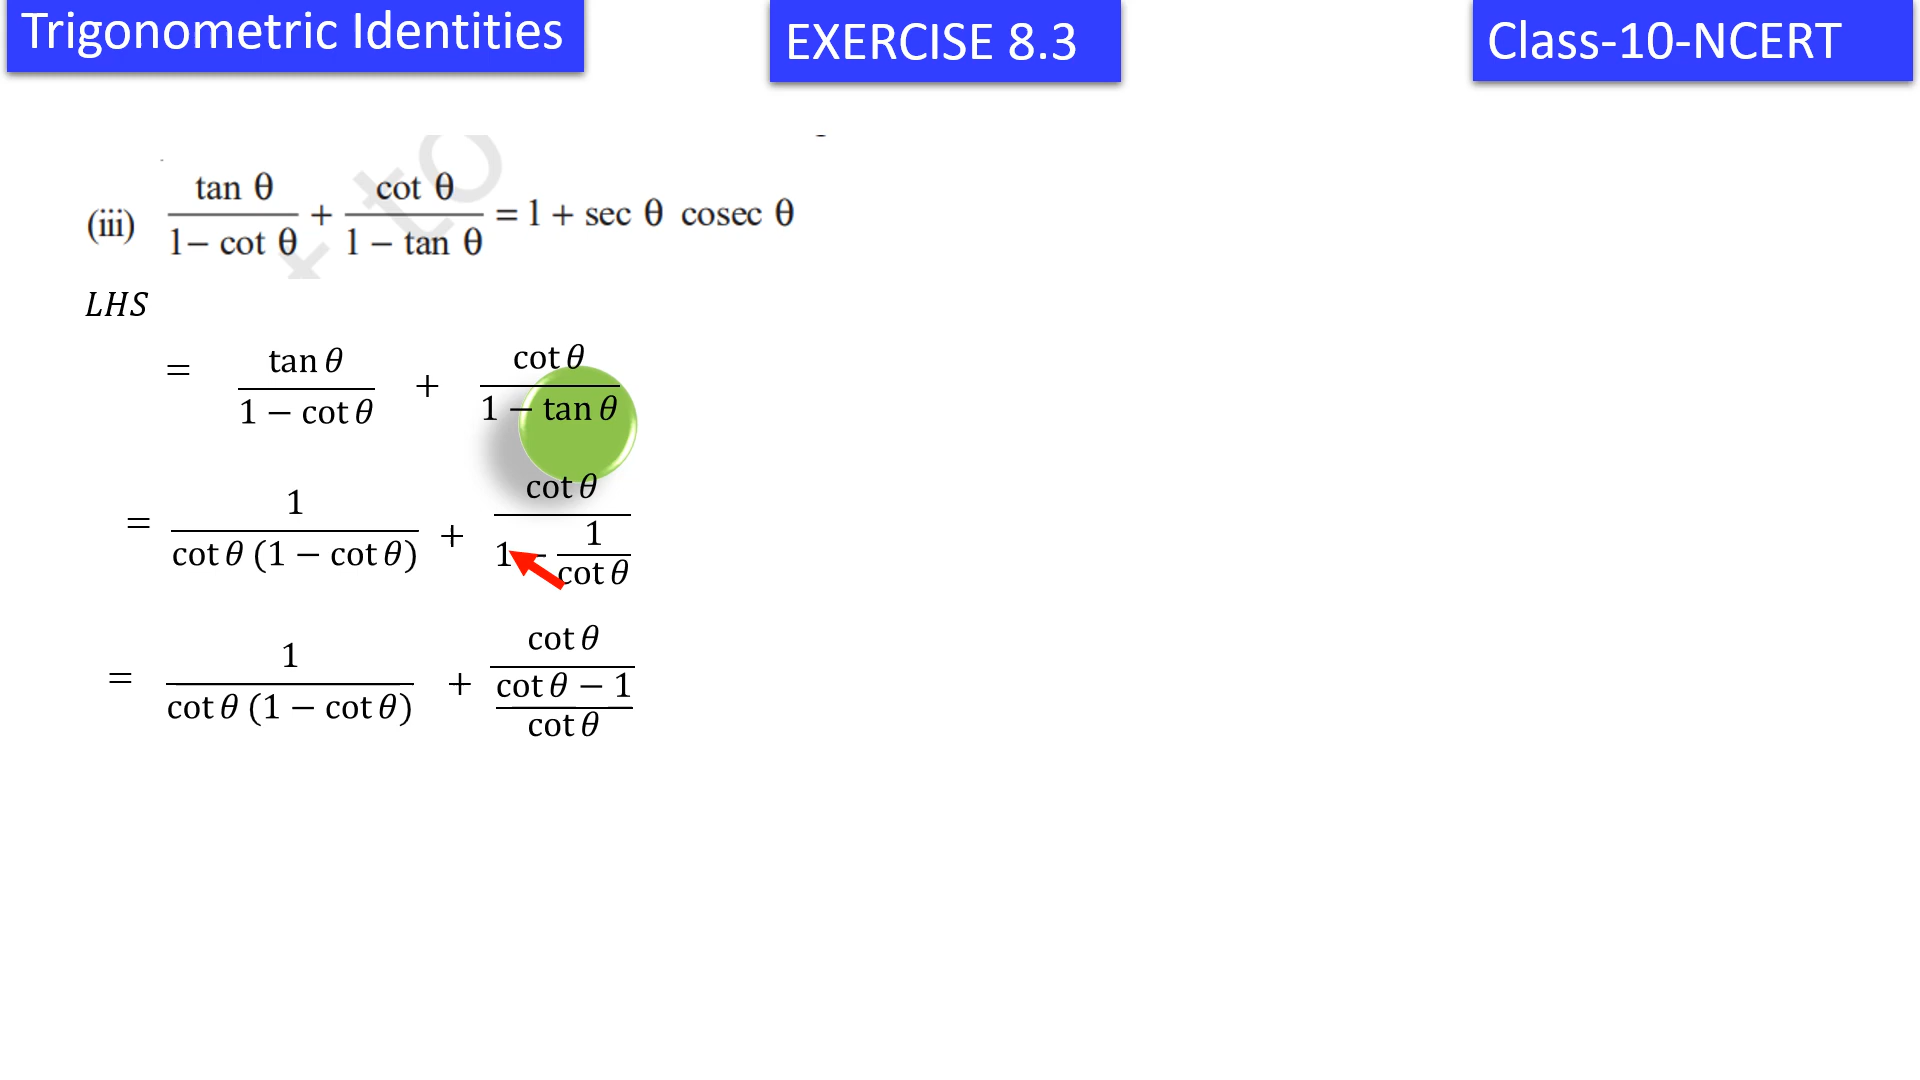 Trigonometric Identities
EXERCISE 8.3
Class-10-NCERT
to
(iii) tan θ / 1− cot θ + cot θ / 1 − tan θ = 1 + sec θ cosec θ
LHS
= tan θ / 1 − cot θ + cot θ / 1 − tan θ
= 1 / cot θ (1 − cot θ) + cot θ / 1 − 1 / cot θ
= 1 / cot θ (1 − cot θ) + cot θ / cot θ − 1 / cot θ